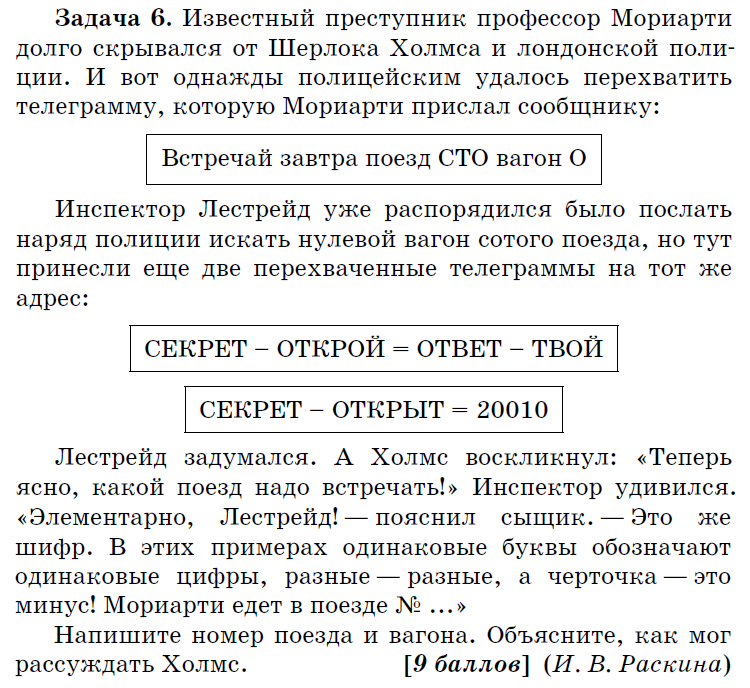 Задача 6. Известный преступник профессор Мориарти
долго скрывался от Шерлока Холмса и лондонской поли-
ции. И вот однажды полицейским удалось перехватить
телеграмму, которую Мориарти прислал сообщнику:
Встречай завтра поезд СТО вагон О
Инспектор Лестрейд уже распорядился было послать
наряд полиции искать нулевой вагон сотого поезда, но тут
принесли еще две перехваченные телеграммы на тот же
адрес:
СЕКРЕТ – ОТКРОЙ = ОТВЕТ – ТВОЙ
СЕКРЕТ – ОТКРЫТ = 20010
Лестрейд задумался. А Холмс воскликнул: «Теперь
ясно, какой поезд надо встречать!» Инспектор удивился.
«Элементарно, Лестрейд! — пояснил сыщик. — Это же
шифр. В этих примерах одинаковые буквы обозначают
одинаковые цифры, разные — разные, а черточка — это
минус! Мориарти едет в поезде № ...»
Напишите номер поезда и вагона. Объясните, как мог
рассуждать Холмс. [9 баллов] (И. В. Раскина)